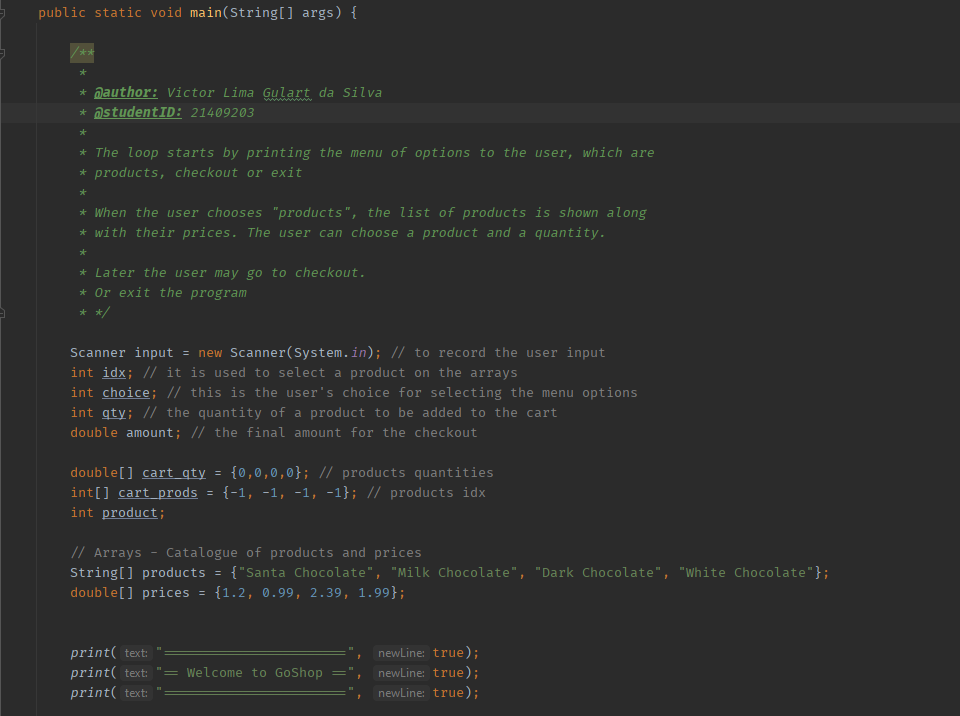 public static void main(String[] args) {
/**
*
* @author: Victor Lima Gulart da Silva
* @studentID: 21409203
*
* The loop starts by printing the menu of options to the user, which are
* products, checkout or exit
*
* When the user chooses "products", the list of products is shown along
* with their prices. The user can choose a product and a quantity.
*
* Later the user may go to checkout.
* Or exit the program
* */
Scanner input = new Scanner(System.in); // to record the user input
int idx; // it is used to select a product on the arrays
int choice; // this is the user's choice for selecting the menu options
int qty; // the quantity of a product to be added to the cart
double amount; // the final amount for the checkout
double[] cart_qty = {0,0,0,0}; // products quantities
int[] cart_prods = {-1, -1, -1, -1}; // products idx
int product;
// Arrays - Catalogue of products and prices
String[] products = {"Santa Chocolate", "Milk Chocolate", "Dark Chocolate", "White Chocolate"};
double[] prices = {1.2, 0.99, 2.39, 1.99};
print( text: "=======================", newLine: true);
print( text: "== Welcome to GoShop ==", newLine: true);
print( text: "=======================", newLine: true);